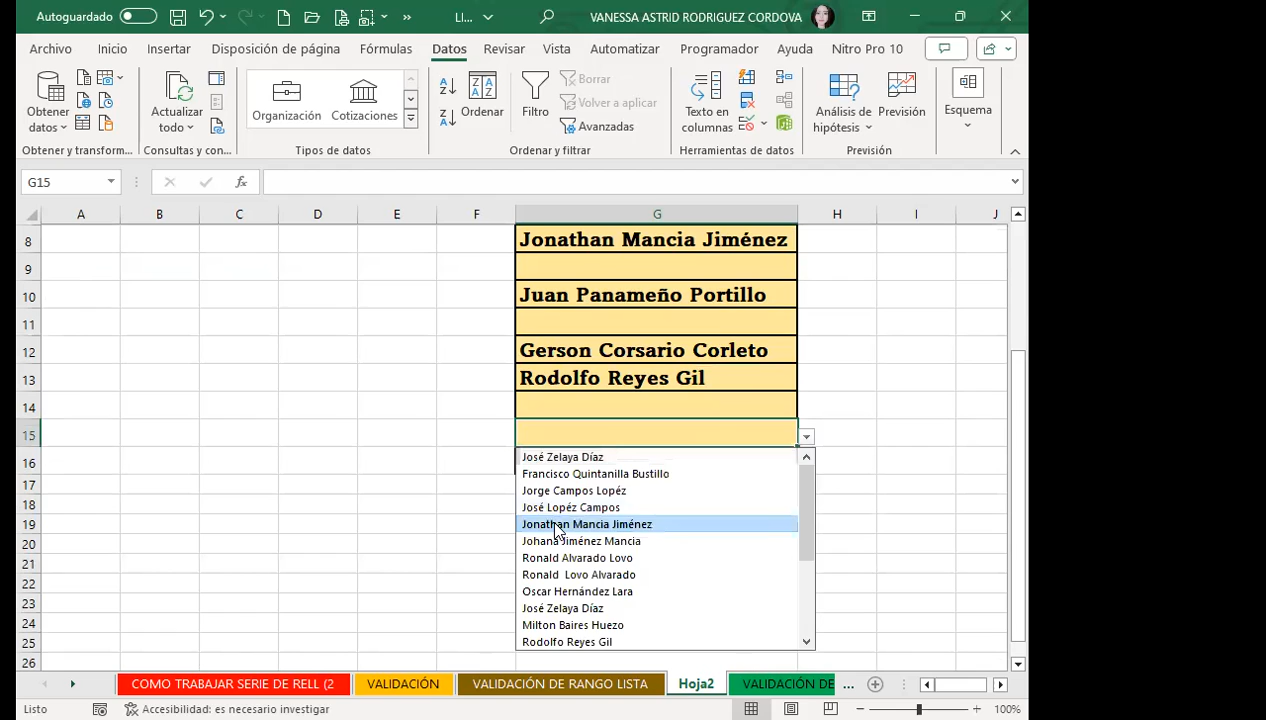 Autoguardado LI... VANESSA ASTRID RODRIGUEZ CORDOVA
Archivo Inicio Insertar Disposición de página Fórmulas Datos Revisar Vista Automatizar Programador Ayuda Nitro Pro 10
Obtener datos
Actualizar todo
Organización Cotizaciones
Ordenar
Filtro
Borrar
Volver a aplicar
Avanzadas
Texto en columnas
Análisis de hipótesis
Previsión
Esquema
Obtener y transform... Consultas y con... Tipos de datos Ordenar y filtrar Herramientas de datos Previsión
G15 fx
A B C D E F G H I J
8 Jonathan Mancia Jiménez
9
10 Juan Panameño Portillo
11
12 Gerson Corsario Corleto
13 Rodolfo Reyes Gil
14
15
16
17
18
19
20
21
22
23
24
25
26
José Zelaya Díaz
Francisco Quintanilla Bustillo
Jorge Campos Lopéz
José Lopéz Campos
Jonathan Mancia Jiménez
Johana Jiménez Mancia
Ronald Alvarado Lovo
Ronald  Lovo Alvarado
Oscar Hernández Lara
José Zelaya Díaz
Milton Baires Huezo
Rodolfo Reyes Gil
COMO TRABAJAR SERIE DE RELL (2 VALIDACIÓN VALIDACIÓN DE RANGO LISTA Hoja2 VALIDACIÓN DE ...
Listo Accesibilidad: es necesario investigar 100%